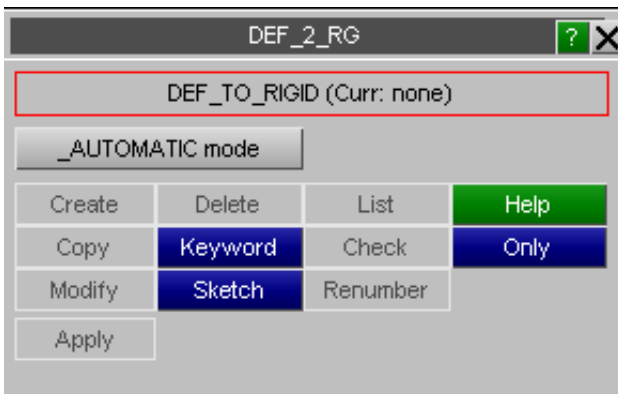 DEF_2_RG ? X
DEF_TO_RIGID (Curr: none)
_AUTOMATIC mode
Create Delete List Help
Copy Keyword Check Only
Modify Sketch Renumber
Apply